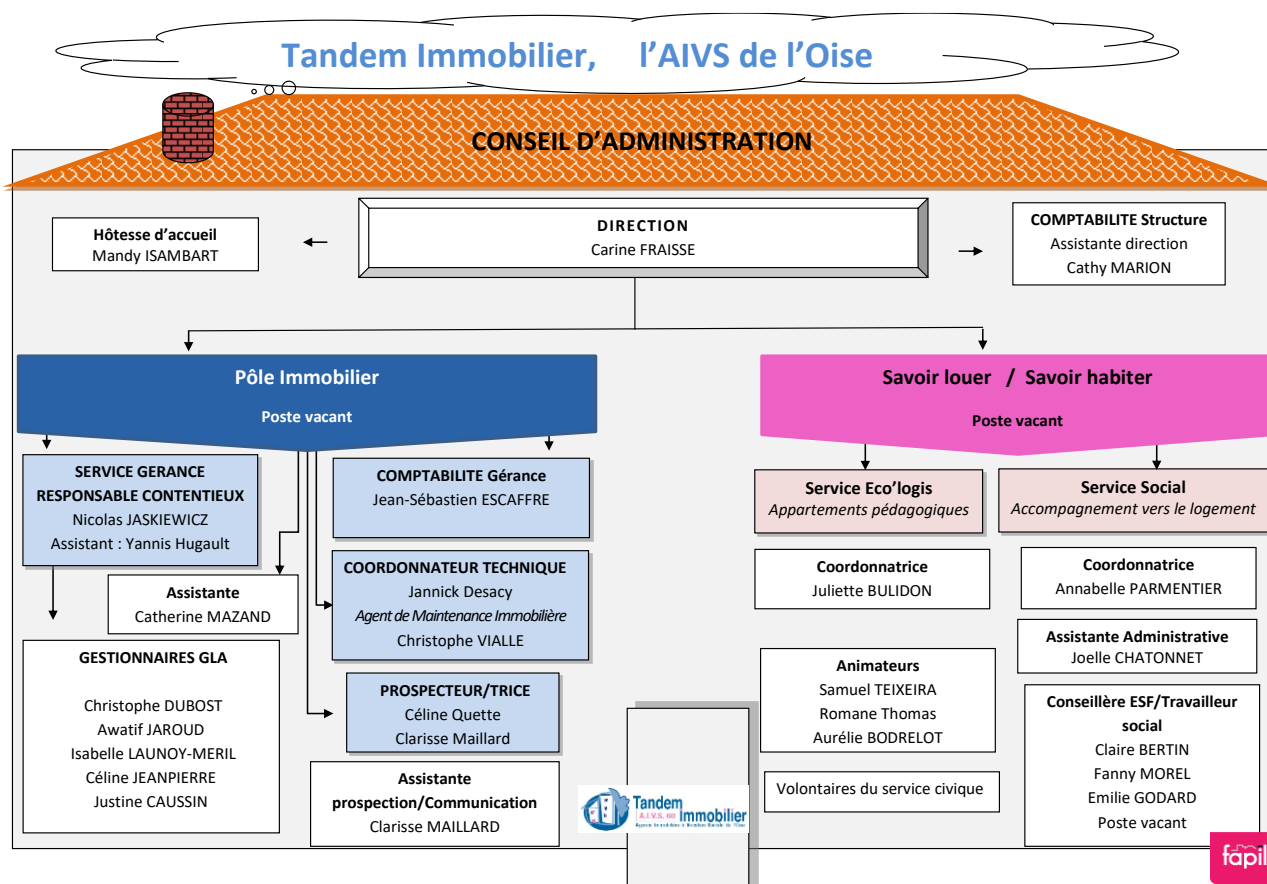 Tandem Immobilier, l'AIVS de l'Oise
CONSEIL D'ADMINISTRATION
Hôtesse d'accueil
Mandy ISAMBART
DIRECTION
Carine FRAISSE
COMPTABILITE Structure
Assistante direction
Cathy MARION
Pôle Immobilier
Poste vacant
Savoir louer / Savoir habiter
Poste vacant
SERVICE GERANCE
RESPONSABLE CONTENTIEUX
Nicolas JASKIEWICZ
Assistant : Yannis Hugault
COMPTABILITE Gérance
Jean-Sébastien ESCAFFRE
Assistante
Catherine MAZAND
COORDONNATEUR TECHNIQUE
Jannick Desacy
Agent de Maintenance Immobilière
Christophe VIALLE
GESTIONNAIRES GLA
Christophe DUBOST
Awatif JAROUD
Isabelle LAUNOY-MERIL
Céline JEANPIERRE
Justine CAUSSIN
PROSPECTEUR/TRICE
Céline Quette
Clarisse Maillard
Assistante
prospection/Communication
Clarisse MAILLARD
Service Eco'logis
Appartements pédagogiques
Service Social
Accompagnement vers le logement
Coordonnatrice
Juliette BULIDON
Coordonnatrice
Annabelle PARMENTIER
Assistante Administrative
Joelle CHATONNET
Animateurs
Samuel TEIXEIRA
Romane Thomas
Aurélie BODRELOT
Volontaires du service civique
Conseillère ESF/Travailleur
social
Claire BERTIN
Fanny MOREL
Emilie GODARD
Poste vacant
Tandem
A.I.V.S. 60 Immobilier
Agence Immobilière à Vocation Sociale de l'Oise
fapil